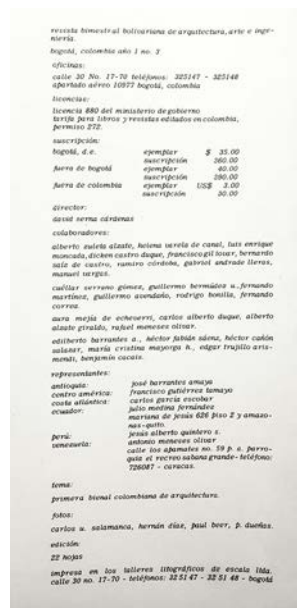 revista bimestral bolivariana de arquitectura, arte e inge-
niería.
bogotá, colombia año 1 no. 3
oficinas:
calle 30 No. 17-70 teléfonos: 325147 - 325148
apartado aéreo 10977 bogotá, colombia
licencias:
licencia 680 del ministerio de gobierno
tarifa para libros y revistas editados en colombia,
permiso 272.
suscripción:
bogotá, d.e. ejemplar $ 35.00
suscripción 260.00
fuera de bogotá ejemplar 40.00
suscripción 280.00
fuera de colombia ejemplar US$ 3.00
suscripción 30.00
director:
david serna cárdenas
colaboradores:
alberto zuleta alzate, helena varela de canal, luis enrique
moncada, dicken castro duque, francisco gil tovar, bernardo
saiz de castro, ramiro córdoba, gabriel andrade lleras,
manuel vargas.
cuéllar serrano gómez, guillermo bermúdez u., fernando
martínez, guillermo avendaño, rodrigo bonilla, fernando
correa.
aura mejía de echeverri, carlos alberto duque, alberto
alzate giraldo, rafael meneses olivar.
edilberto barrantes a., héctor fabián sáenz, héctor cañón
salazar, maría cristina mayorga h., edgar trujillo aris-
mendi, benjamín cacais.
representantes:
antioquia: josé barrantes amaya
centro américa: francisco gutiérrez tamayo
costa atlántica: carlos garcía escobar
ecuador: julio medina fernández
mariana de jesús 626 piso 2 y amazo-
nas-quito.
perú: jesús alberto quintero s.
venezuela: antonio meneses olivar
calle los apamates no. 59 p. a. parro-
quia el recreo sabana grande- teléfono:
726087 - caracas.
tema:
primera bienal colombiana de arquitectura.
fotos:
carlos u. salamanca, hernán díaz, paul beer, p. dueñas.
edición:
22 hojas
impresa en los talleres litográficos de escala ltda.
calle 30 no. 17-70 - teléfonos: 32 51 47 - 32 51 48 - bogotá